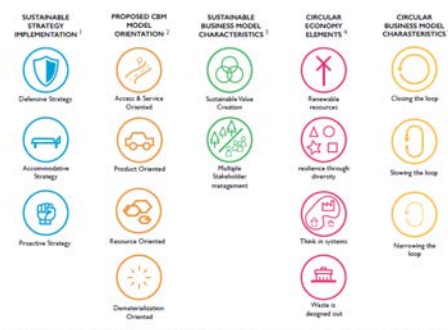 SUSTAINABLE
STRATEGY
IMPLEMENTATION 1
Defensive Strategy
Accommodative
Strategy
Proactive Strategy
PROPOSED CBM
MODEL
ORIENTATION 2
Access & Service
Oriented
Product Oriented
Resource Oriented
Dematerialization
Oriented
SUSTAINABLE
BUSINESS MODEL
CHARACTERISTICS 3
Sustainable Value
Creation
Multiple
Stakeholder
management
CIRCULAR
ECONOMY
ELEMENTS 4
Renewable
resources
resilience through
diversity
Think in systems
Waste is
designed out
CIRCULAR
BUSINESS MODEL
CHARASTERISTICS
Closing the loop
Slowing the loop
Narrowing the
loop